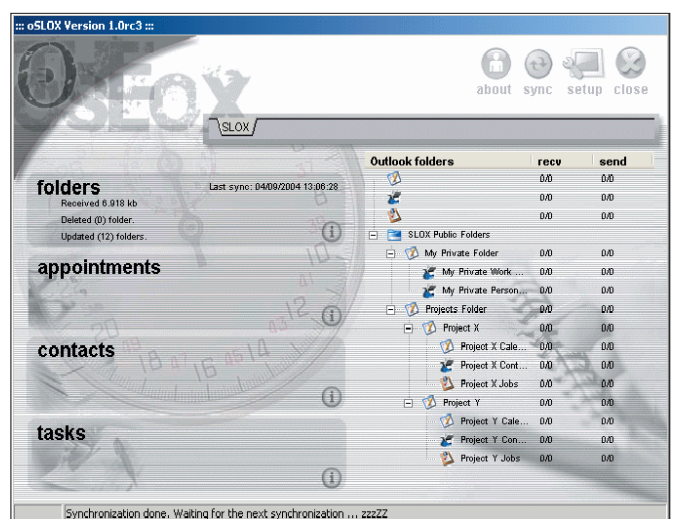 ::: oSLOX Version 1.0rc3 :::
OSLOX
about sync setup close
SLOX
Outlook folders recv send
folders
Last sync: 04/09/2004 13:06:28
Received 6.918 kb
Deleted (0) folder.
Updated (12) folders.
appointments
contacts
tasks
0/0 0/0
0/0 0/0
0/0 0/0
SLOX Public Folders
My Private Folder 0/0 0/0
My Private Work ... 0/0 0/0
My Private Person... 0/0 0/0
Projects Folder 0/0 0/0
Project X 0/0 0/0
Project X Cale... 0/0 0/0
Project X Cont... 0/0 0/0
Project X Jobs 0/0 0/0
Project Y 0/0 0/0
Project Y Cale... 0/0 0/0
Project Y Con... 0/0 0/0
Project Y Jobs 0/0 0/0
Synchronization done. Waiting for the next synchronization ... zzzZZ